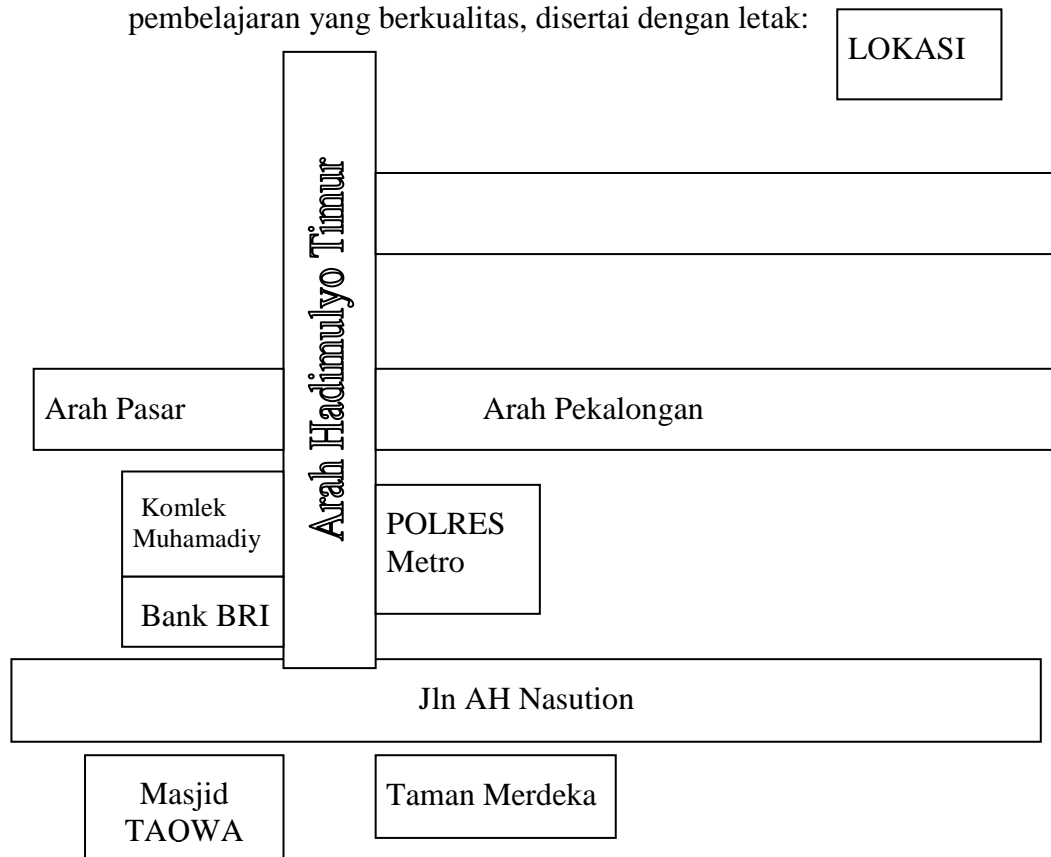 pembelajaran yang berkualitas, disertai dengan letak:
LOKASI
Arah Hadimulyo Timur
Arah Pasar
Arah Pekalongan
Komlek
Muhamadiy
POLRES
Metro
Bank BRI
Jln AH Nasution
Masjid
TAOWA
Taman Merdeka